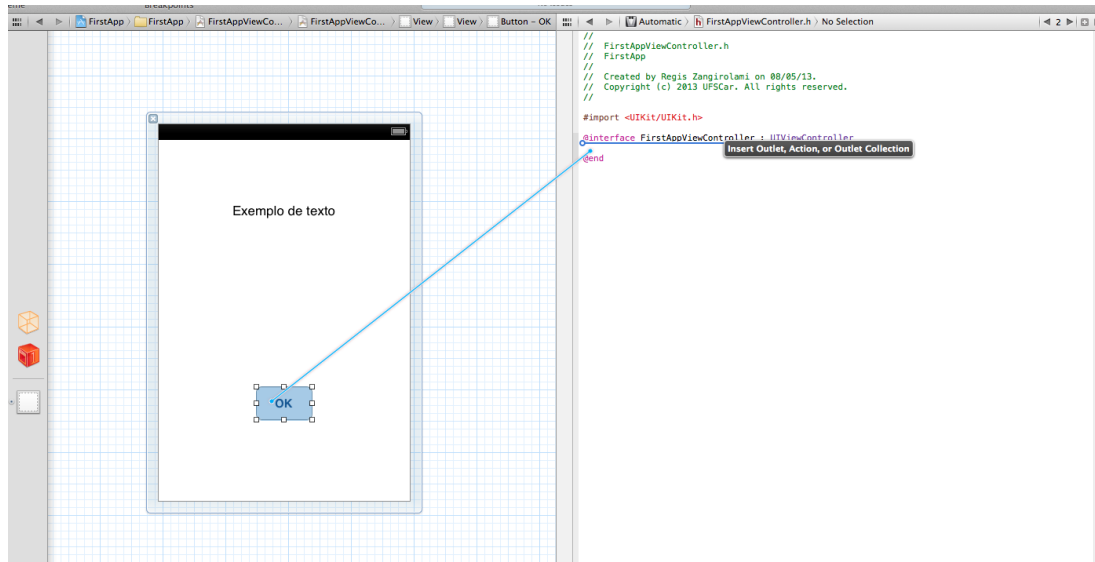 breakpoints
FirstApp FirstApp FirstAppViewCo... FirstAppViewCo... View View Button - OK
Automatic FirstAppViewController.h No Selection 2
//
// FirstAppViewController.h
// FirstApp
//
// Created by Regis Zangirolami on 08/05/13.
// Copyright (c) 2013 UFSCar. All rights reserved.
//
#import <UIKit/UIKit.h>
@interface FirstAppViewController : UIViewController
Insert Outlet, Action, or Outlet Collection
@end
Exemplo de texto
OK